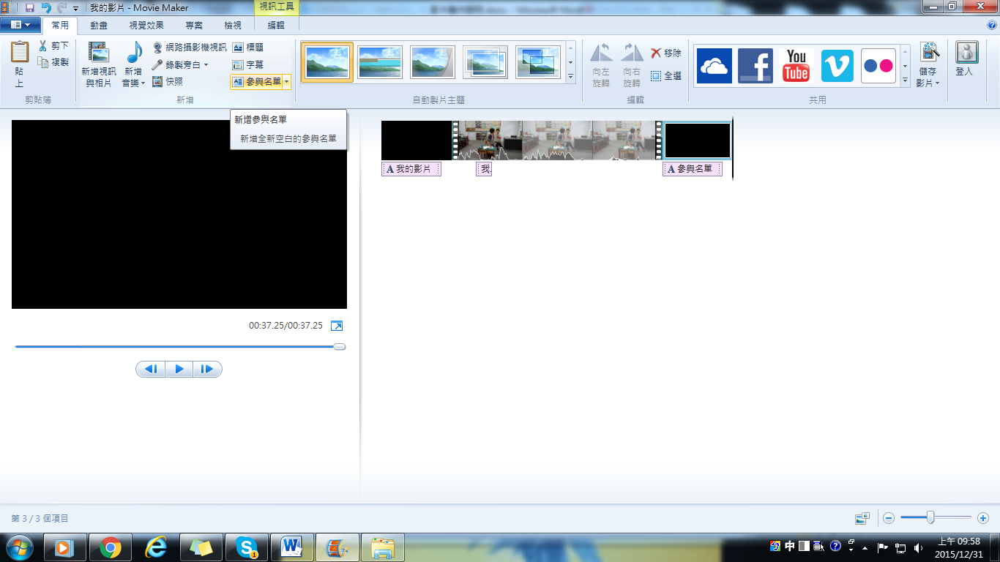 我的影片 - Movie Maker
視訊工具
常用 動畫 視覺效果 專案 檢視 編輯
貼上
剪下
複製
剪貼簿
新增視訊與相片
新增音樂
網路攝影機視訊
錄製旁白
快照
標題
字幕
參與名單
新增
自動製片主題
向左旋轉
向右旋轉
移除
全選
編輯
You
Tube
共用
儲存影片
登入
新增參與名單
新增全新空白的參與名單
A 我的影片
我
A 參與名單
00:37.25/00:37.25
第 3 / 3 個項目
中
上午 09:58
2015/12/31